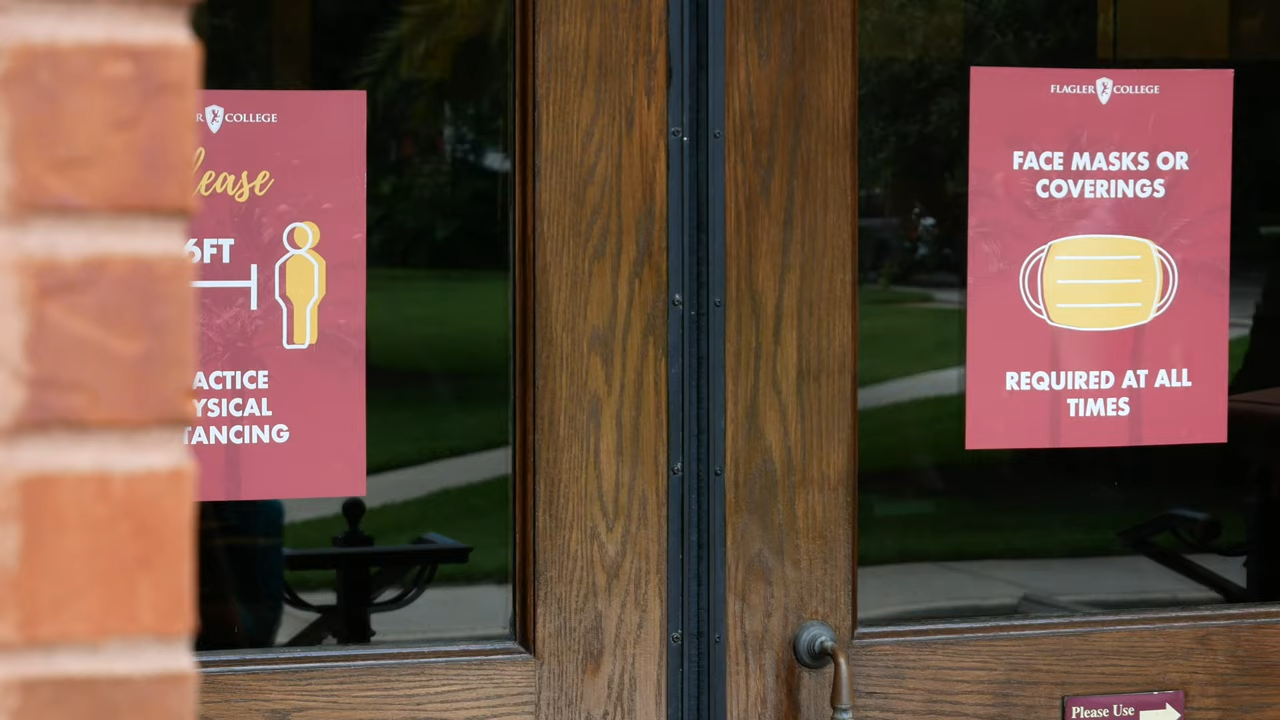 R COLLEGE
lease
6FT
ACTICE
YSICAL
TANCING
FLAGLER COLLEGE
FACE MASKS OR
COVERINGS
REQUIRED AT ALL
TIMES
Please Use